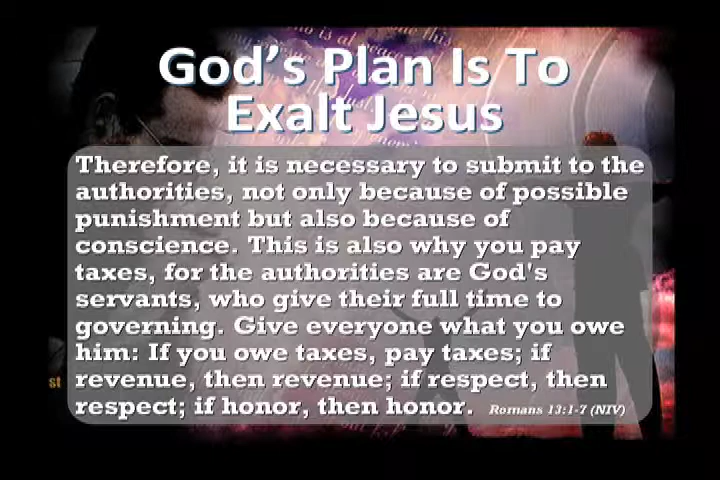 God's Plan Is To
Exalt Jesus
Therefore, it is necessary to submit to the
authorities, not only because of possible
punishment but also because of
conscience. This is also why you pay
taxes, for the authorities are God's
servants, who give their full time to
governing. Give everyone what you owe
him: If you owe taxes, pay taxes; if
revenue, then revenue; if respect, then
respect; if honor, then honor. Romans 13:1-7 (NIV)
st